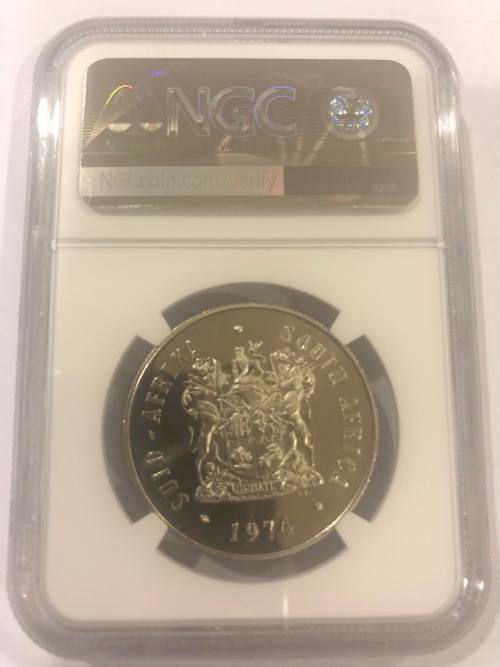 NGC
NGCcoin.com/verify
SUID - AFRIKA • SOUTH AFRICA
1974